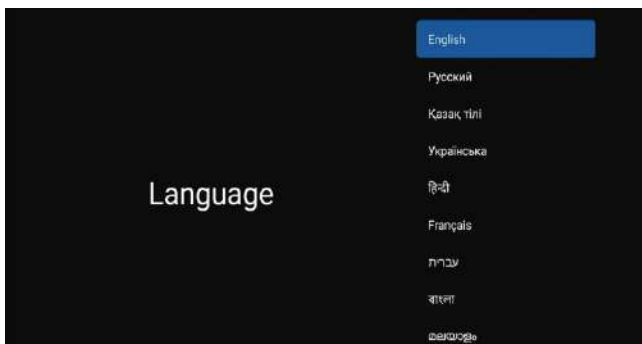 Language
English
Русский
Қазақ тілі
Українська
हिन्दी
Français
עברית
বাংলা
മലയാളം